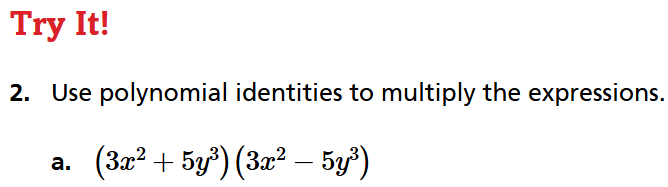 Try It!
2. Use polynomial identities to multiply the expressions.
a. (3x² + 5y³)(3x² – 5y³)